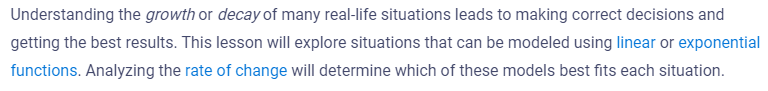 Understanding the growth or decay of many real-life situations leads to making correct decisions and
getting the best results. This lesson will explore situations that can be modeled using linear or exponential
functions. Analyzing the rate of change will determine which of these models best fits each situation.